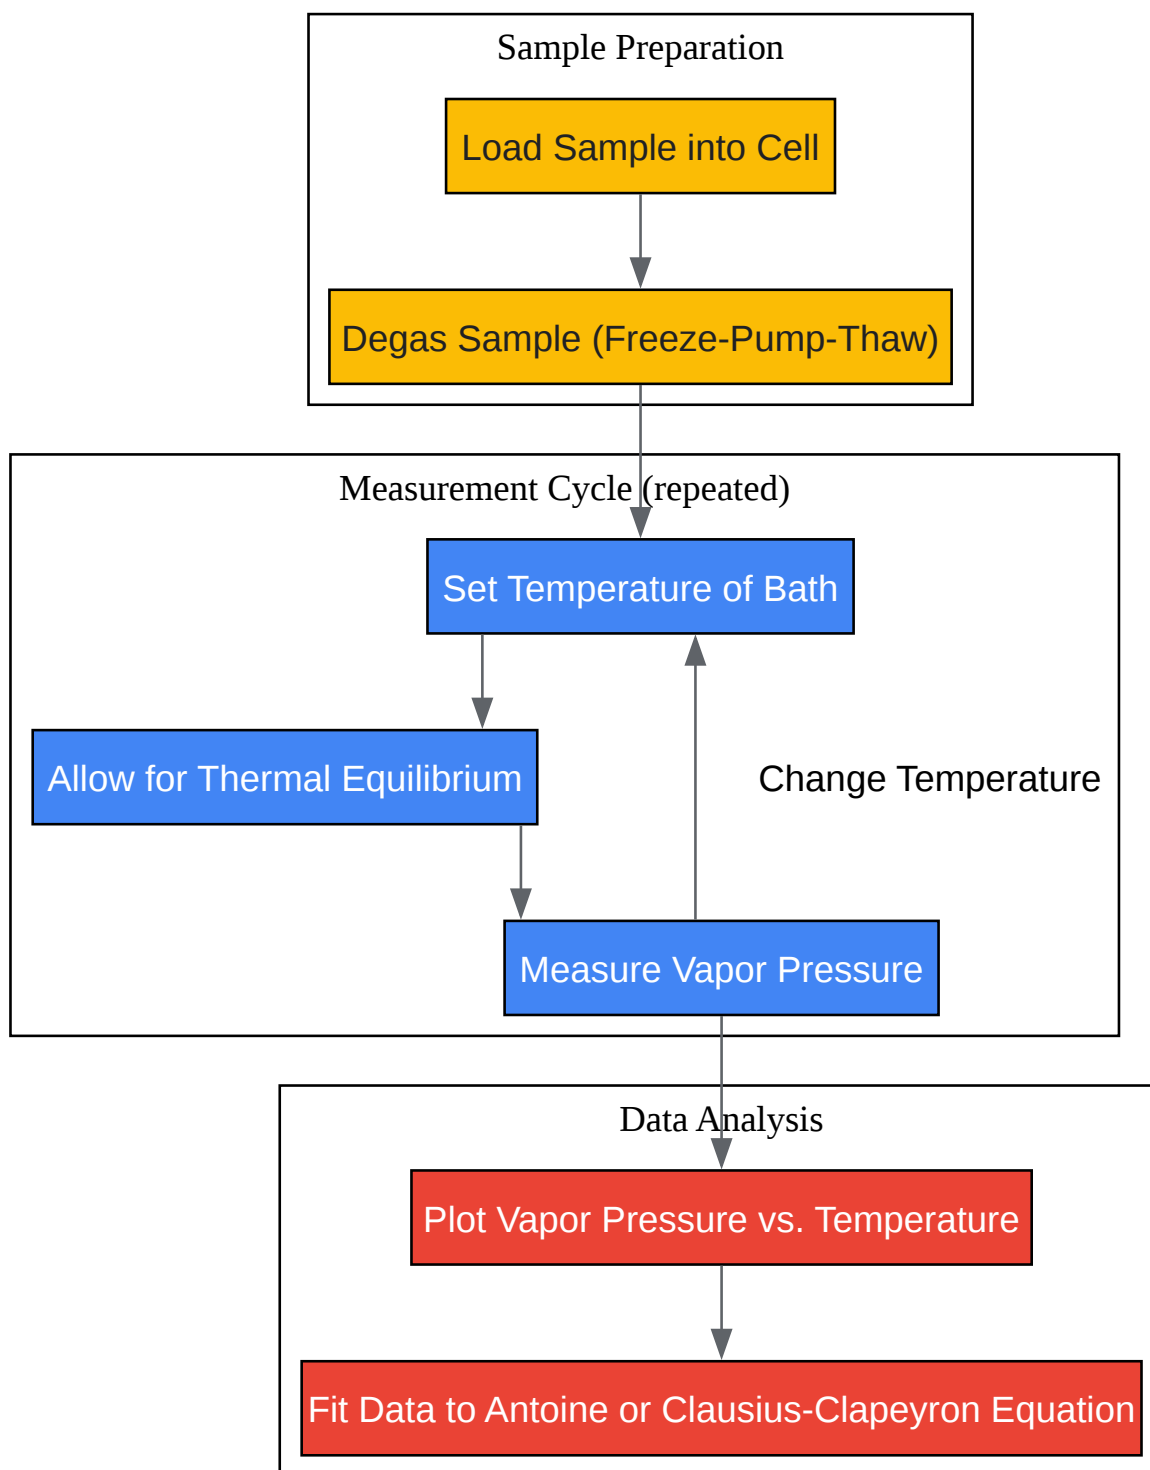 Sample Preparation
Load Sample into Cell
Degas Sample (Freeze-Pump-Thaw)
Measurement Cycle (repeated)
Set Temperature of Bath
Allow for Thermal Equilibrium
Change Temperature
Measure Vapor Pressure
Data Analysis
Plot Vapor Pressure vs. Temperature
Fit Data to Antoine or Clausius-Clapeyron Equation